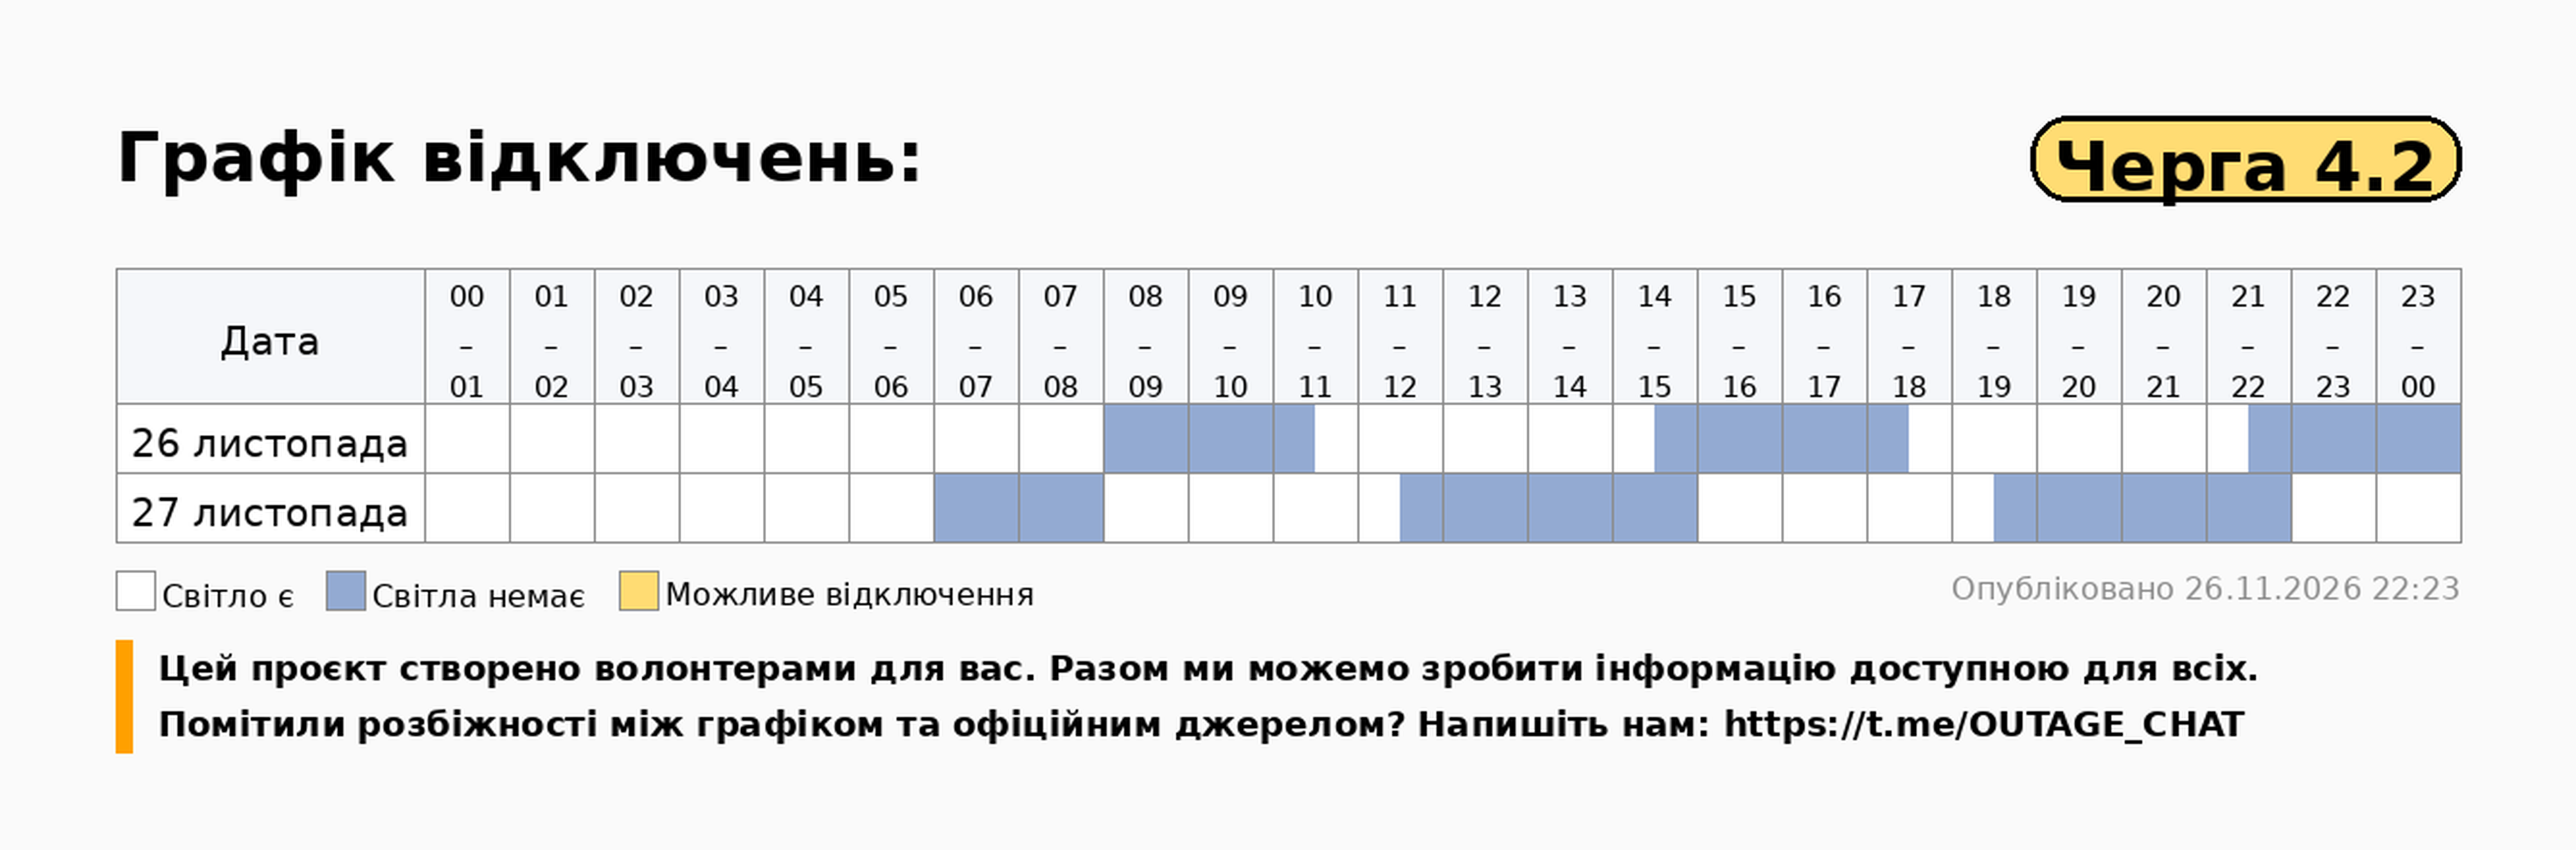 Графік відключень:
Черга 4.2
Дата
00 – 01
01 – 02
02 – 03
03 – 04
04 – 05
05 – 06
06 – 07
07 – 08
08 – 09
09 – 10
10 – 11
11 – 12
12 – 13
13 – 14
14 – 15
15 – 16
16 – 17
17 – 18
18 – 19
19 – 20
20 – 21
21 – 22
22 – 23
23 – 00
26 листопада
27 листопада
Світло є
Світла немає
Можливе відключення
Опубліковано 26.11.2026 22:23
Цей проєкт створено волонтерами для вас. Разом ми можемо зробити інформацію доступною для всіх.
Помітили розбіжності між графіком та офіційним джерелом? Напишіть нам: https://t.me/OUTAGE_CHAT